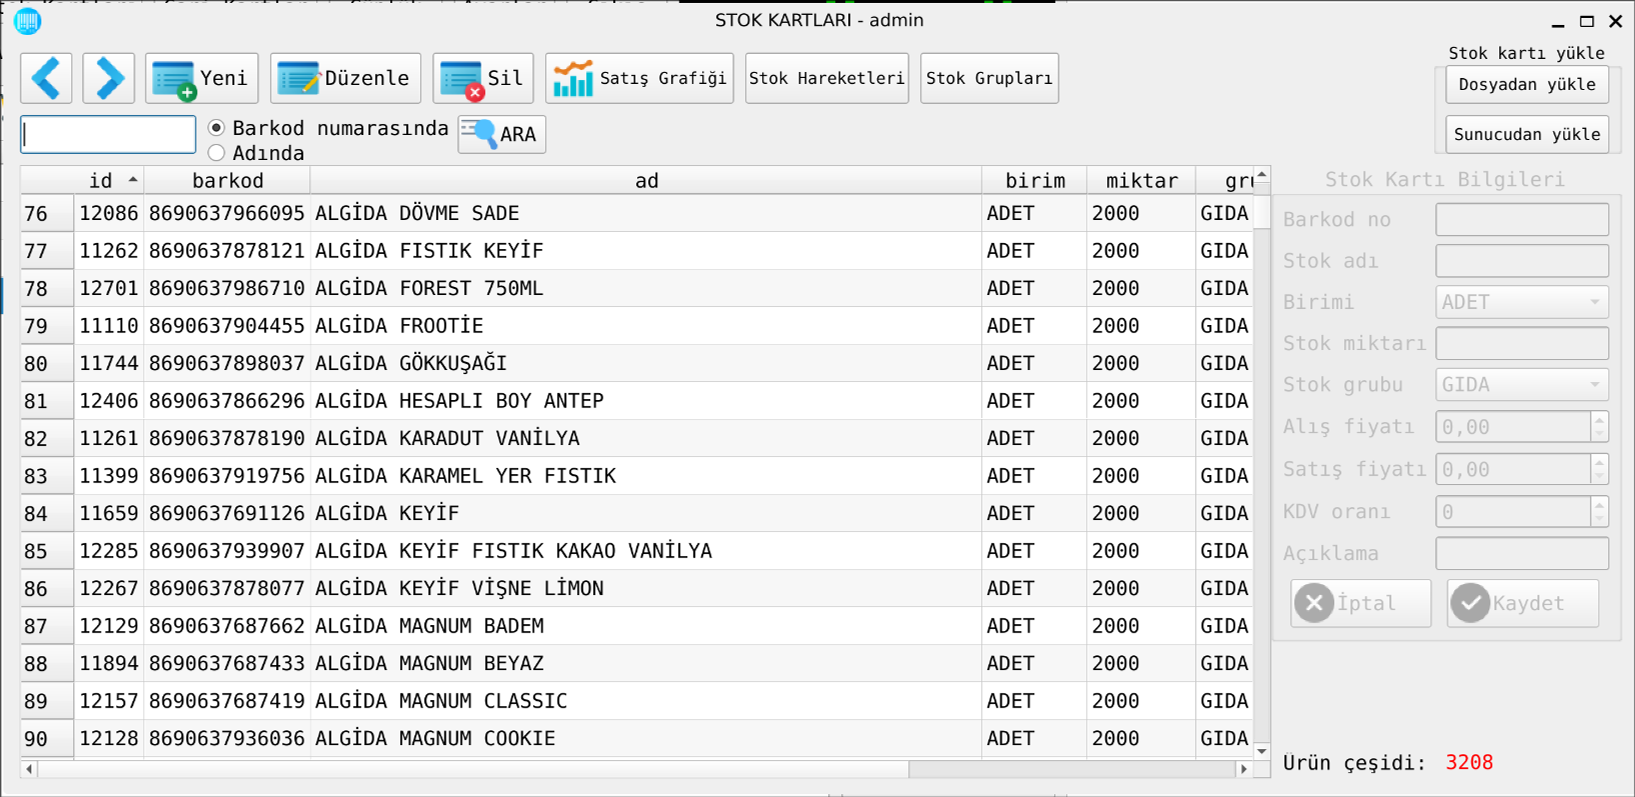 STOK KARTLARI - admin
Stok kartı yükle
Yeni Düzenle Sil Satış Grafiği Stok Hareketleri Stok Grupları Dosyadan yükle
Barkod numarasında ARA Sunucudan yükle
Adında
id barkod ad birim miktar gru
Stok Kartı Bilgileri
76 12086 8690637966095 ALGİDA DÖVME SADE ADET 2000 GIDA
77 11262 8690637878121 ALGİDA FISTIK KEYİF ADET 2000 GIDA
78 12701 8690637986710 ALGİDA FOREST 750ML ADET 2000 GIDA
79 11110 8690637904455 ALGİDA FROOTİE ADET 2000 GIDA
80 11744 8690637898037 ALGİDA GÖKKUŞAĞI ADET 2000 GIDA
81 12406 8690637866296 ALGİDA HESAPLI BOY ANTEP ADET 2000 GIDA
82 11261 8690637878190 ALGİDA KARADUT VANİLYA ADET 2000 GIDA
83 11399 8690637919756 ALGİDA KARAMEL YER FISTIK ADET 2000 GIDA
84 11659 8690637691126 ALGİDA KEYİF ADET 2000 GIDA
85 12285 8690637939907 ALGİDA KEYİF FISTIK KAKAO VANİLYA ADET 2000 GIDA
86 12267 8690637878077 ALGİDA KEYİF VİŞNE LİMON ADET 2000 GIDA
87 12129 8690637687662 ALGİDA MAGNUM BADEM ADET 2000 GIDA
88 11894 8690637687433 ALGİDA MAGNUM BEYAZ ADET 2000 GIDA
89 12157 8690637687419 ALGİDA MAGNUM CLASSIC ADET 2000 GIDA
90 12128 8690637936036 ALGİDA MAGNUM COOKIE ADET 2000 GIDA
Barkod no
Stok adı
Birimi ADET
Stok miktarı
Stok grubu GIDA
Alış fiyatı 0,00
Satış fiyatı 0,00
KDV oranı 0
Açıklama
İptal Kaydet
Ürün çeşidi: 3208